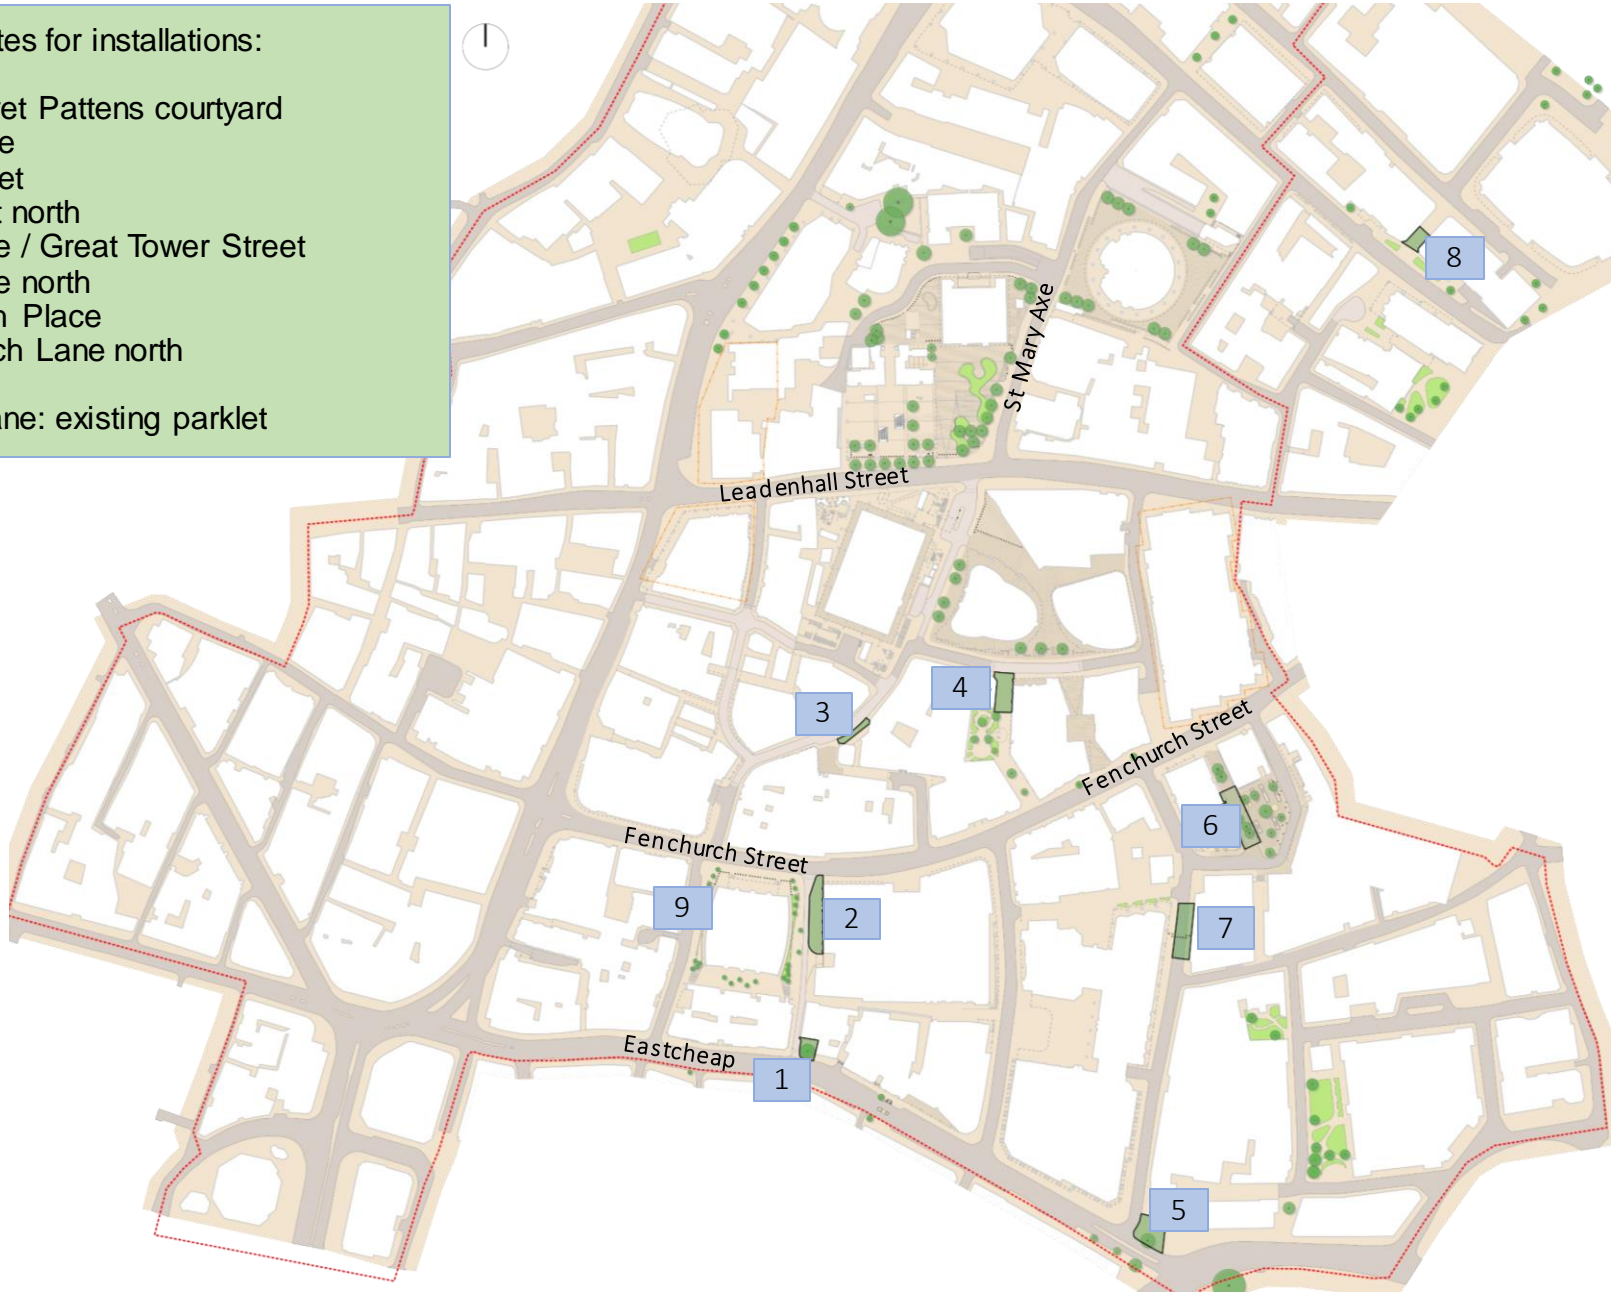 tes for installations:
et Pattens courtyard
e
et
t north
e / Great Tower Street
e north
n Place
ch Lane north
ane: existing parklet
8
St Mary Axe
Leadenhall Street
4
3
Fenchurch Street
6
Fenchurch Street
9
2
7
Eastcheap
1
5